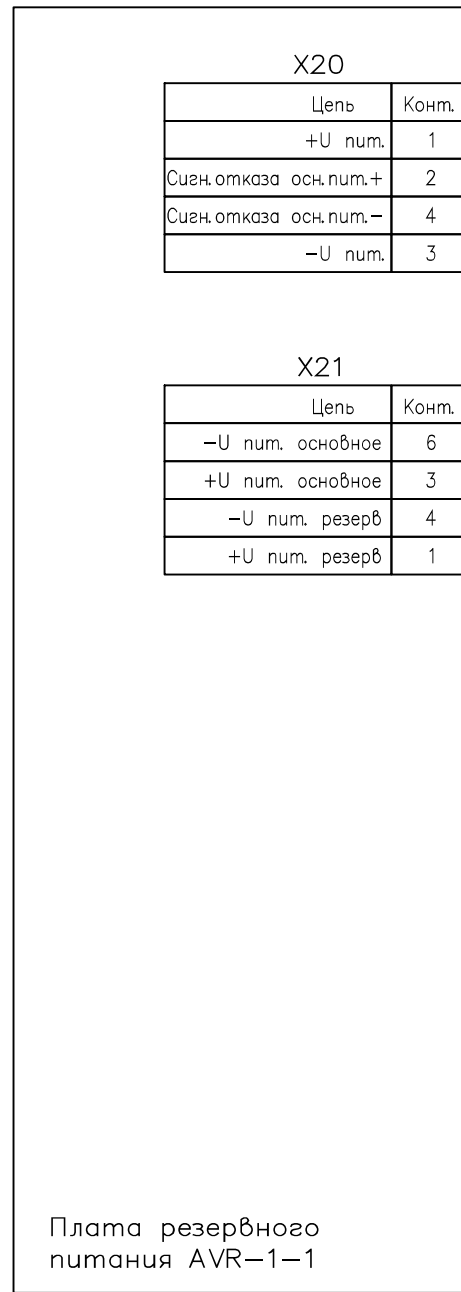 X20
Цепь Конт.
+U пит. 1
Сигн.отказа осн.пит.+ 2
Сигн.отказа осн.пит.− 4
−U пит. 3
X21
Цепь Конт.
−U пит. основное 6
+U пит. основное 3
−U пит. резерв 4
+U пит. резерв 1
Плата резервного
питания AVR−1−1